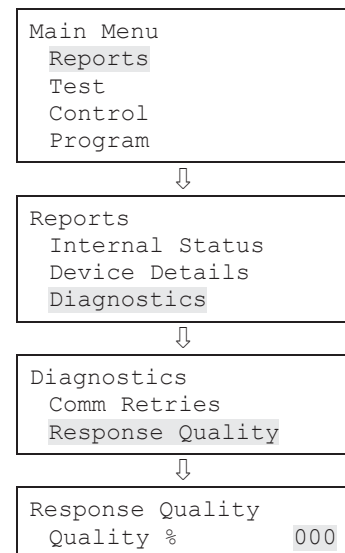 Main Menu
Reports
Test
Control
Program
⇩
Reports
Internal Status
Device Details
Diagnostics
⇩
Diagnostics
Comm Retries
Response Quality
⇩
Response Quality
Quality % 000